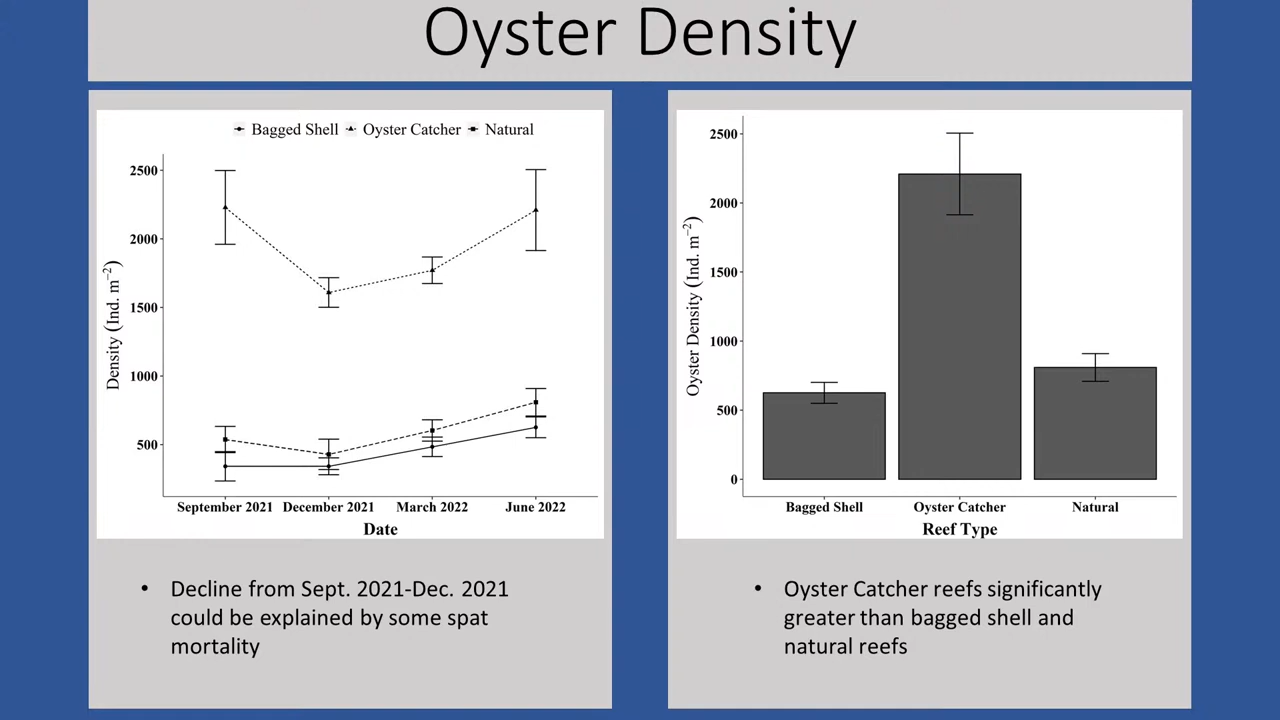 Oyster Density
Bagged Shell Oyster Catcher Natural
2500
2000
1500
1000
500
Density (Ind. m⁻²)
September 2021 December 2021 March 2022 June 2022
Date
• Decline from Sept. 2021-Dec. 2021
could be explained by some spat
mortality
2500
2000
1500
1000
500
0
Oyster Density (Ind. m⁻²)
Bagged Shell Oyster Catcher Natural
Reef Type
• Oyster Catcher reefs significantly
greater than bagged shell and
natural reefs